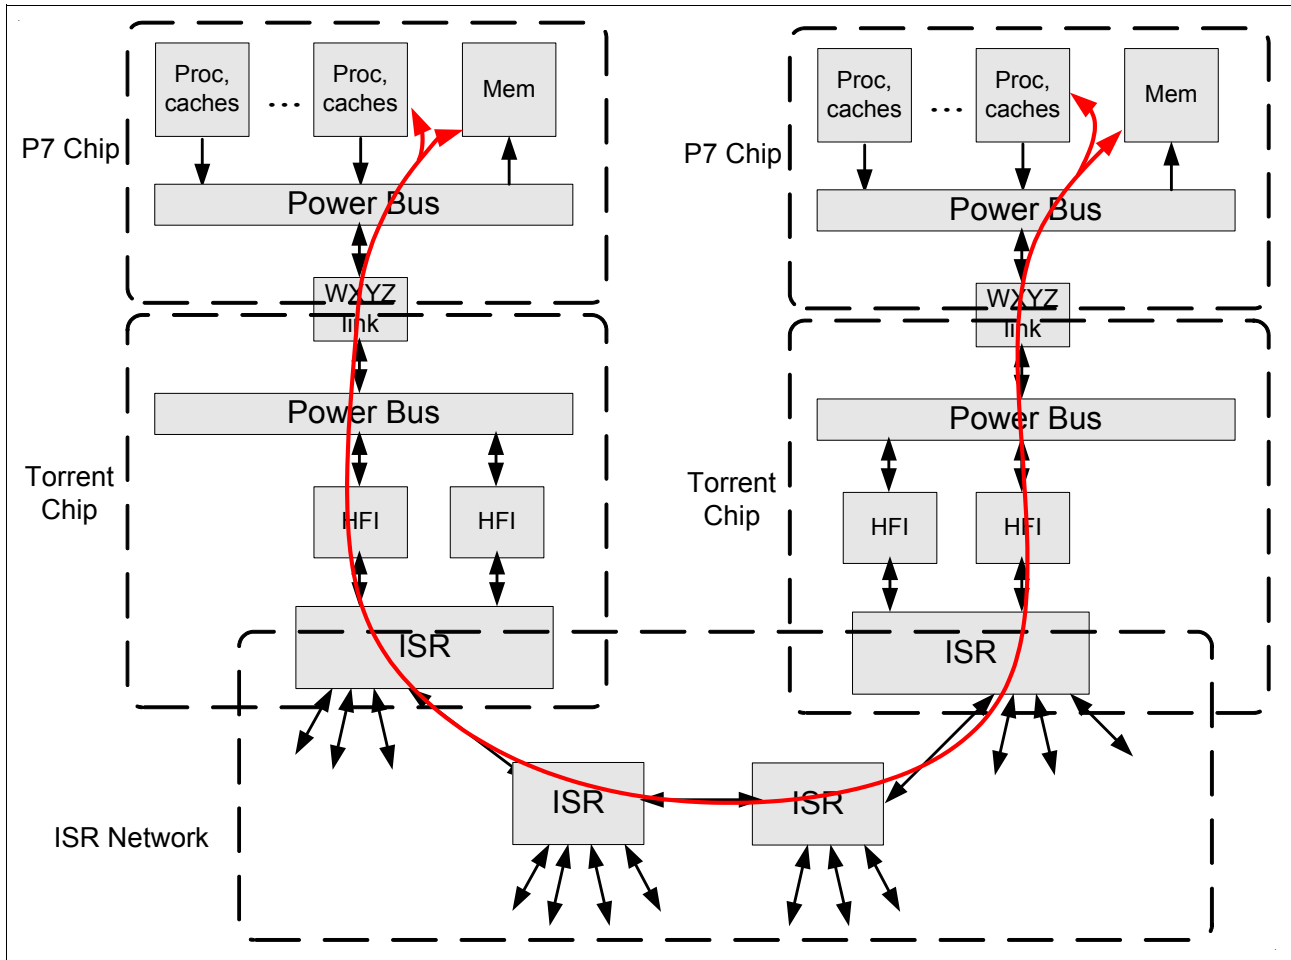 Proc,
caches
...
Proc,
caches
Mem
P7 Chip
Power Bus
WXYZ
link
Power Bus
Torrent
Chip
HFI
HFI
ISR
Proc,
caches
...
Proc,
caches
Mem
P7 Chip
Power Bus
WXYZ
link
Power Bus
Torrent
Chip
HFI
HFI
ISR
ISR
ISR
ISR Network